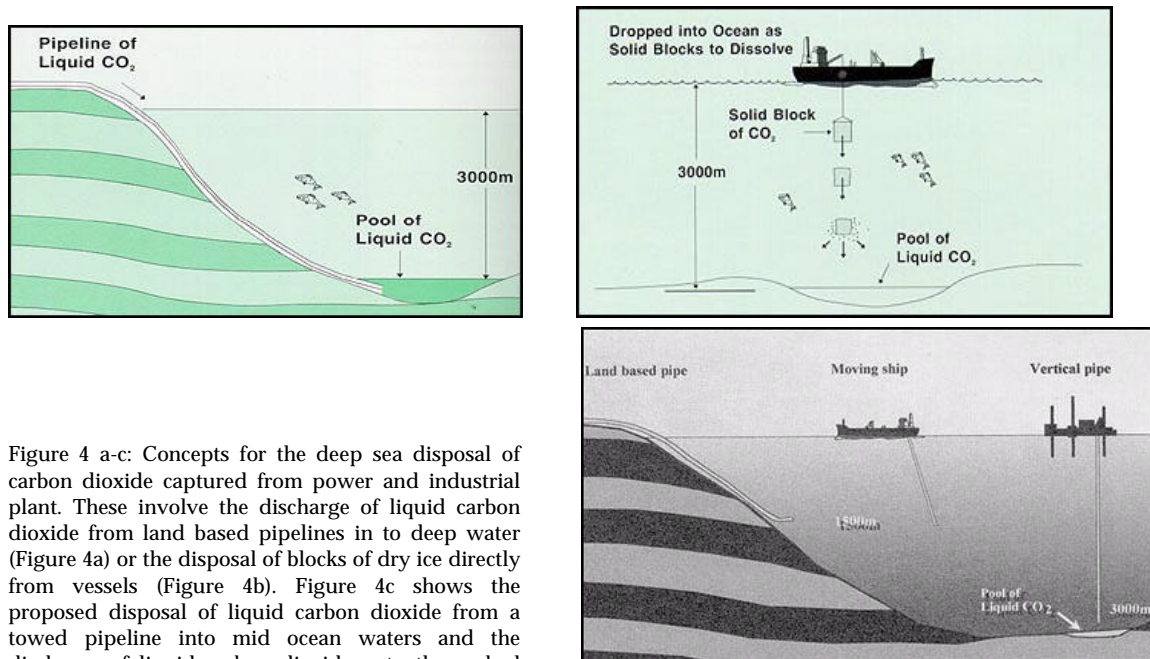 Pipeline of
Liquid CO₂
3000m
Pool of
Liquid CO₂
Dropped into Ocean as
Solid Blocks to Dissolve
Solid Block
of CO₂
3000m
Pool of
Liquid CO₂
Land based pipe
Moving ship
Vertical pipe
1500m
Pool of
Liquid CO₂
3000m
Figure 4 a-c: Concepts for the deep sea disposal of
carbon dioxide captured from power and industrial
plant. These involve the discharge of liquid carbon
dioxide from land based pipelines in to deep water
(Figure 4a) or the disposal of blocks of dry ice directly
from vessels (Figure 4b). Figure 4c shows the
proposed disposal of liquid carbon dioxide from a
towed pipeline into mid ocean waters and the